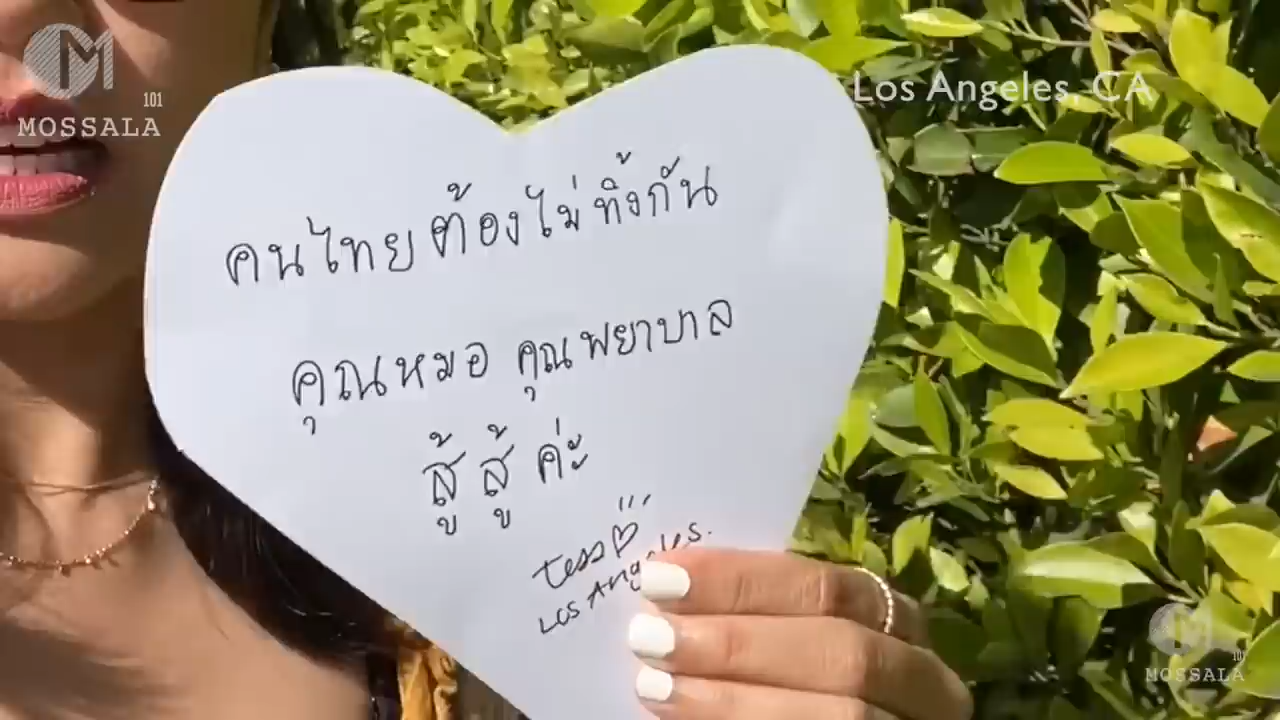 M
101
MOSSALA
Los Angeles, CA
คนไทยต้องไม่ทิ้งกัน
คุณหมอ คุณพยาบาล
สู้ สู้ ค่ะ
Tess
Los Angeles.
M
101
MOSSALA